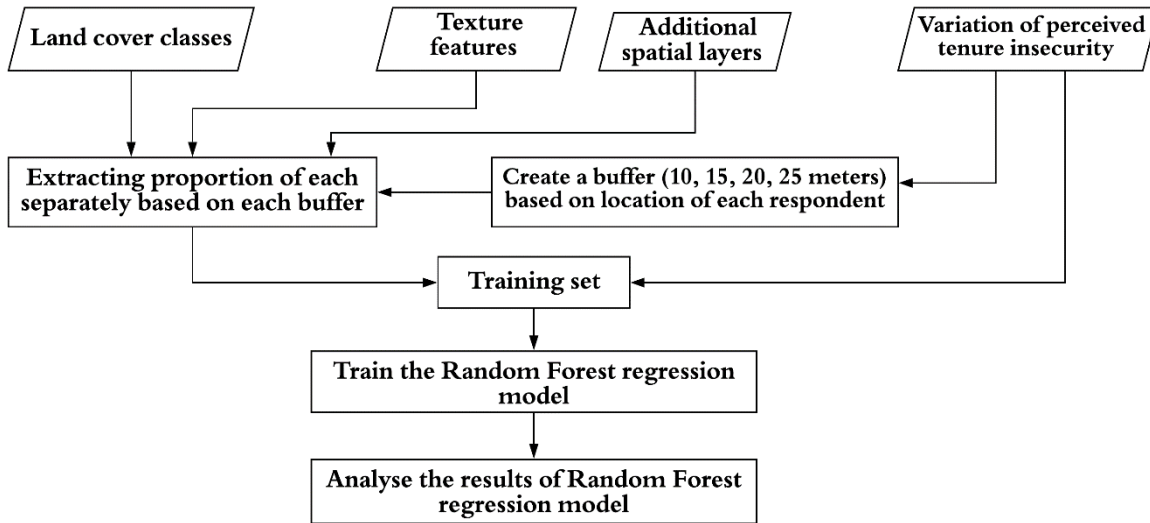 Land cover classes
Texture
features
Additional
spatial layers
Variation of perceived
tenure insecurity
Extracting proportion of each
separately based on each buffer
Create a buffer (10, 15, 20, 25 meters)
based on location of each respondent
Training set
Train the Random Forest regression
model
Analyse the results of Random Forest
regression model